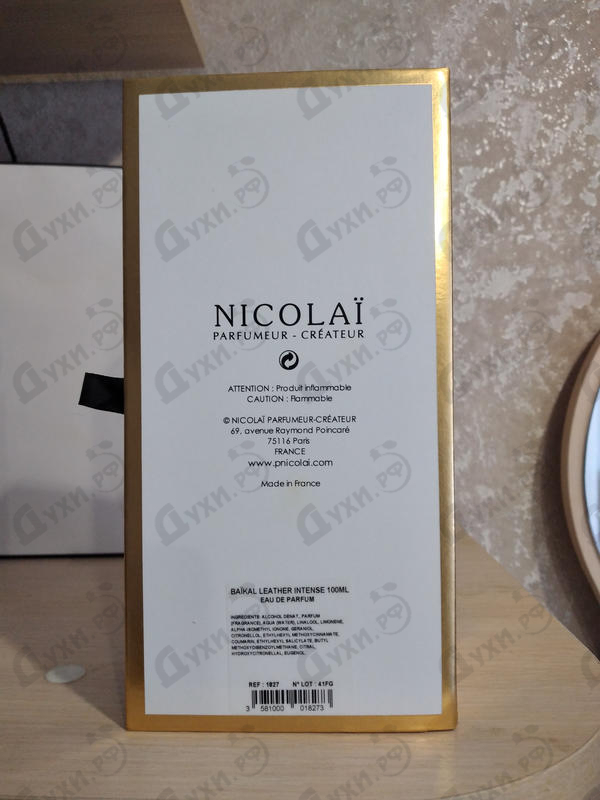 NICOLAÏ
PARFUMEUR - CRÉATEUR
ATTENTION : Produit inflammable
CAUTION : Flammable
© NICOLAÏ PARFUMEUR-CRÉATEUR
69, avenue Raymond Poincaré
75116 Paris
FRANCE
www.pnicolai.com
Made in France
BAÏKAL LEATHER INTENSE 100ML
EAU DE PARFUM
INGREDIENTS: ALCOHOL DENAT., PARFUM
(FRAGRANCE), AQUA (WATER), LINALOOL, LIMONENE,
ALPHA-ISOMETHYL IONONE, GERANIOL,
CITRONELLOL, ETHYLHEXYL METHOXYCINNAMATE,
COUMARIN, ETHYLHEXYL SALICYLATE, BUTYL
METHOXYDIBENZOYLMETHANE, CITRAL,
HYDROXYCITRONELLAL, EUGENOL.
REF : 1827 N° LOT : 41FG
3 581000 018273
Духи.рф